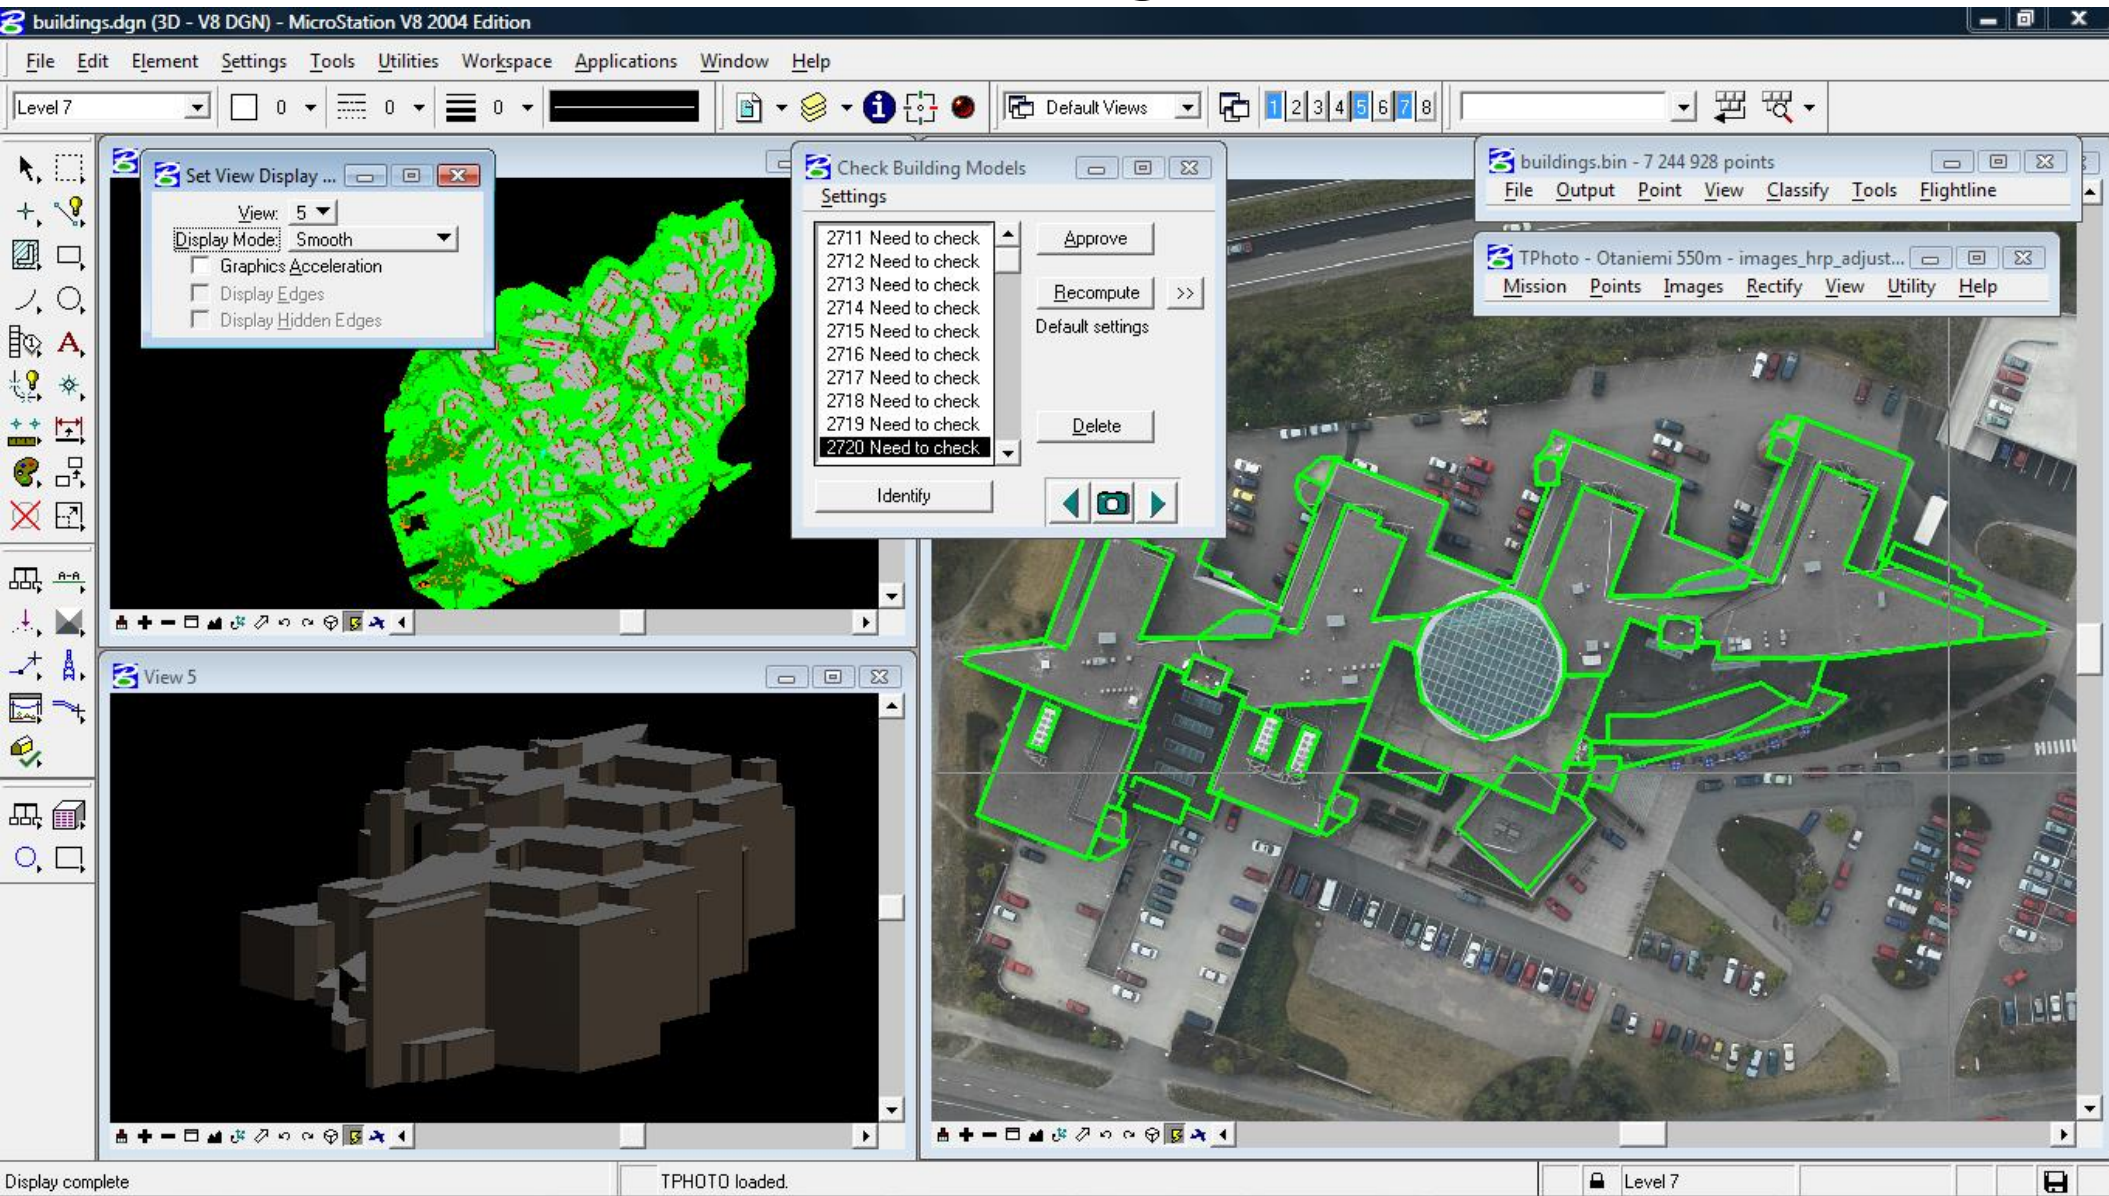 buildings.dgn (3D - V8 DGN) - MicroStation V8 2004 Edition
File Edit Element Settings Tools Utilities Workspace Applications Window Help
Level 7 0 0 0 Default Views 1 2 3 4 5 6 7 8
Set View Display ...
View: 5
Display Mode: Smooth
Graphics Acceleration
Display Edges
Display Hidden Edges
Check Building Models
Settings
2711 Need to check
2712 Need to check
2713 Need to check
2714 Need to check
2715 Need to check
2716 Need to check
2717 Need to check
2718 Need to check
2719 Need to check
2720 Need to check
Approve
Recompute >>
Default settings
Delete
Identify
buildings.bin - 7 244 928 points
File Output Point View Classify Tools Flightline
TPhoto - Otaniemi 550m - images_hrp_adjust...
Mission Points Images Rectify View Utility Help
View 5
Display complete
TPHOTO loaded.
Level 7